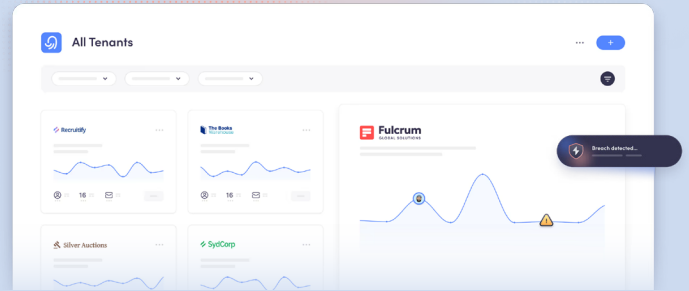 All Tenants
Recruitify
The Books
Fulcrum
GLOBAL SOLUTIONS
Breach detected...
16
16
Silver Auctions
SydCorp